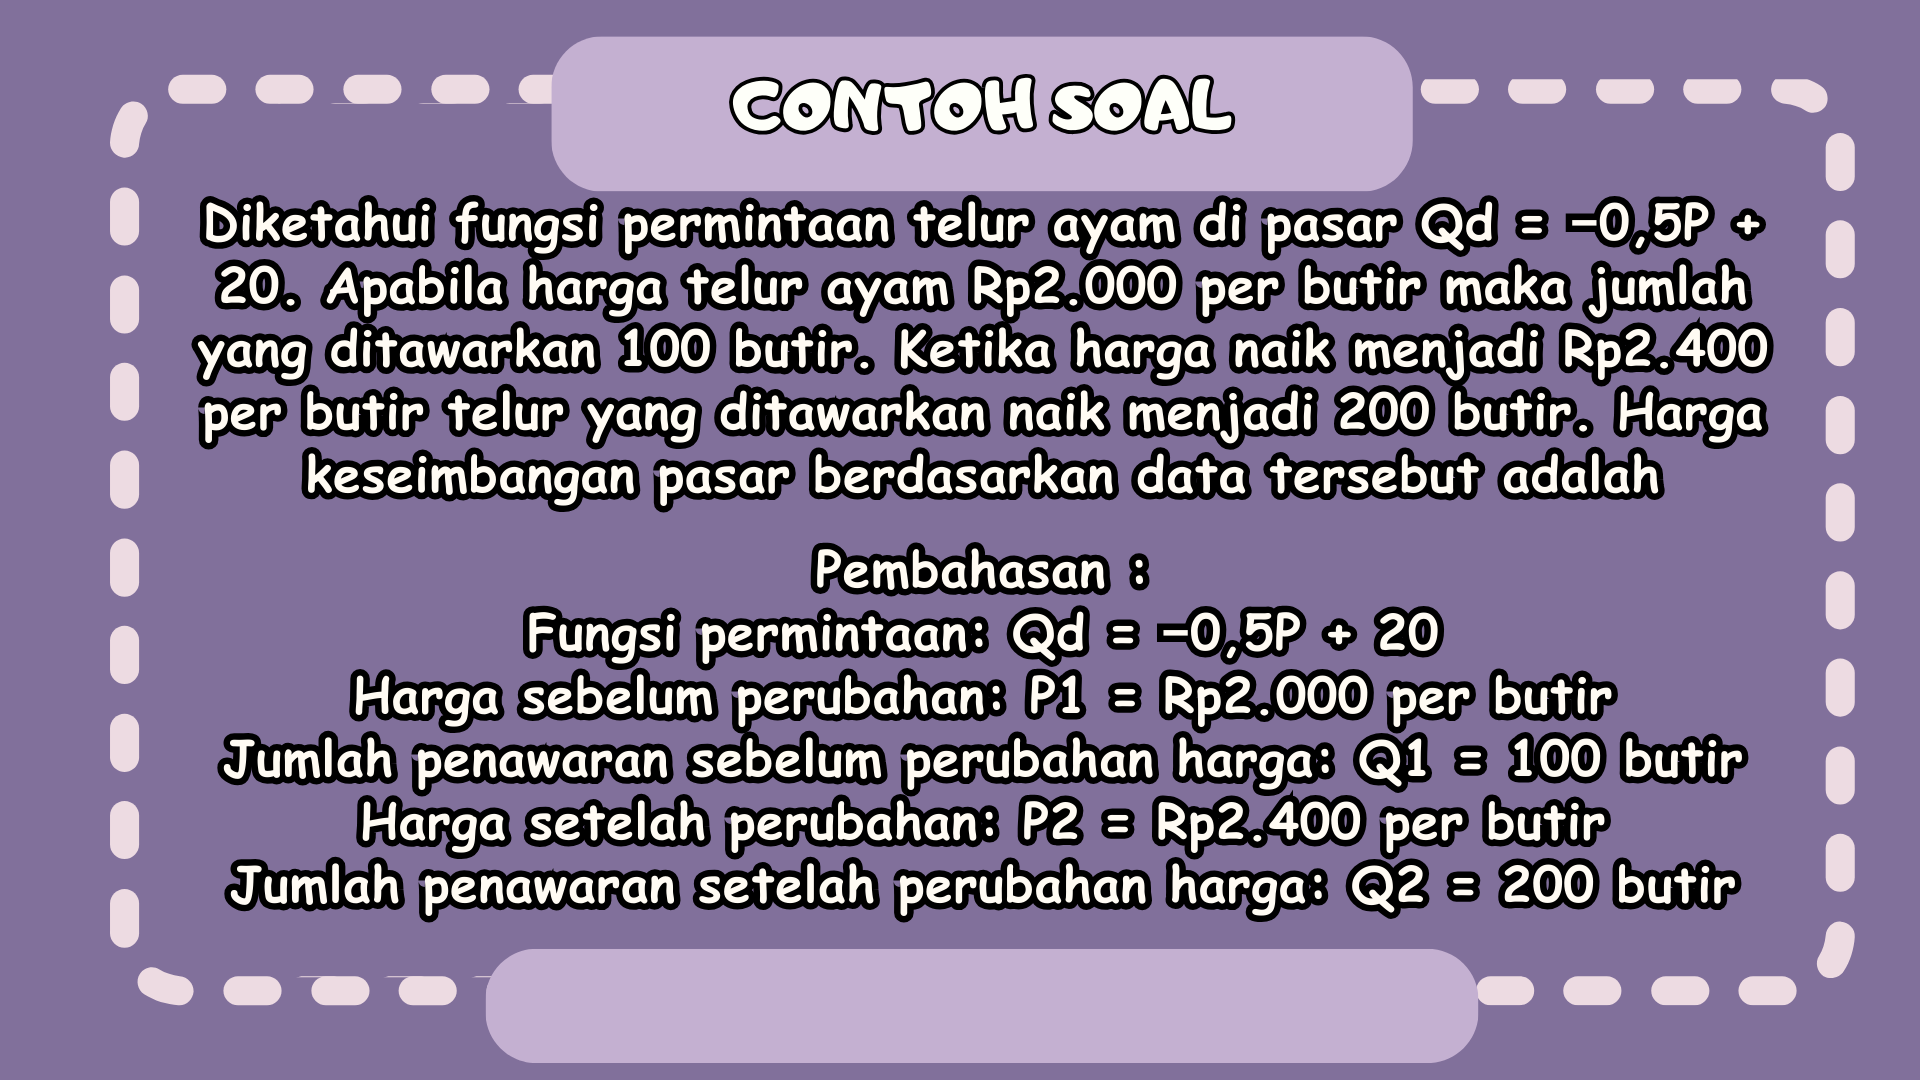 CONTOH SOAL
Diketahui fungsi permintaan telur ayam di pasar Qd = −0,5P +
20. Apabila harga telur ayam Rp2.000 per butir maka jumlah
yang ditawarkan 100 butir. Ketika harga naik menjadi Rp2.400
per butir telur yang ditawarkan naik menjadi 200 butir. Harga
keseimbangan pasar berdasarkan data tersebut adalah
Pembahasan :
Fungsi permintaan: Qd = −0,5P + 20
Harga sebelum perubahan: P1 = Rp2.000 per butir
Jumlah penawaran sebelum perubahan harga: Q1 = 100 butir
Harga setelah perubahan: P2 = Rp2.400 per butir
Jumlah penawaran setelah perubahan harga: Q2 = 200 butir